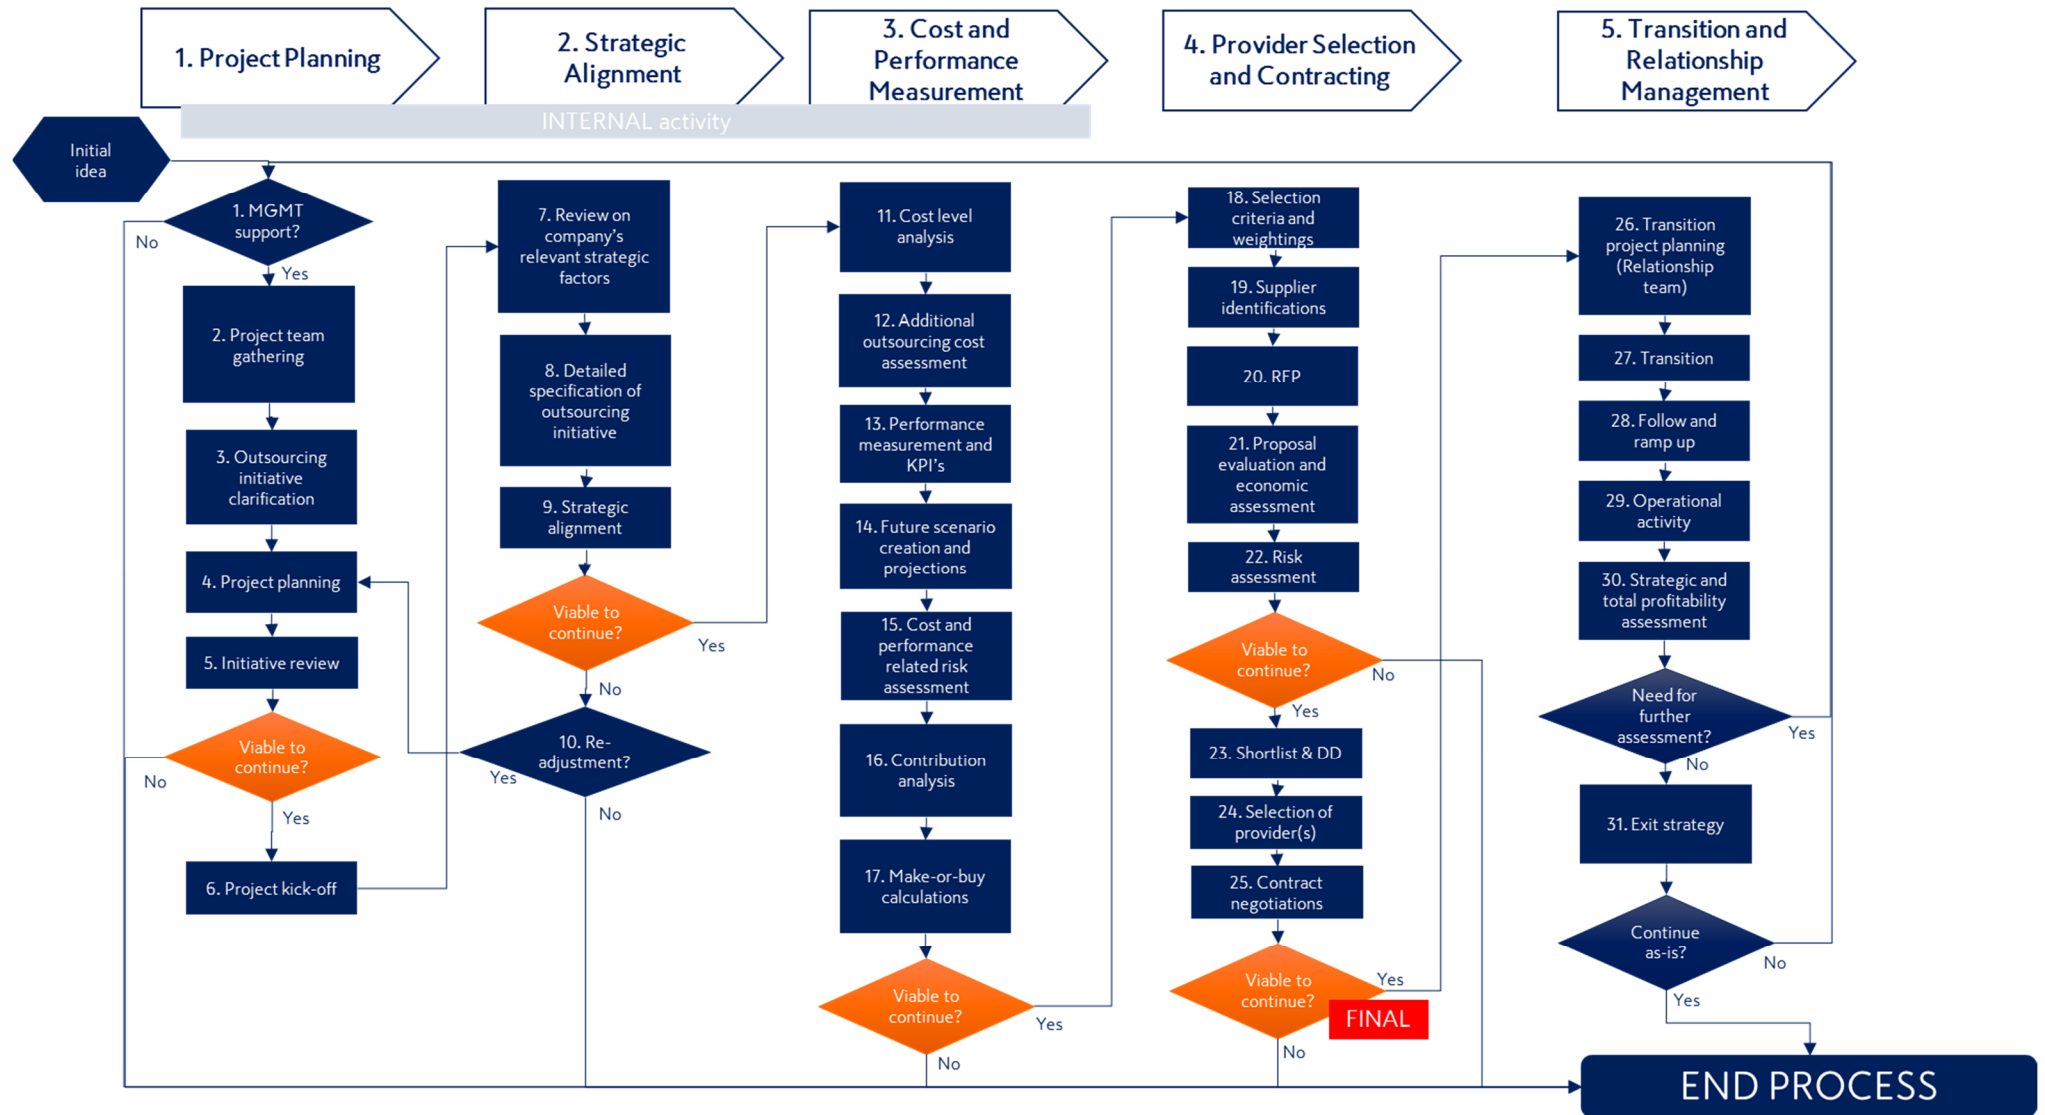 1. Project Planning
2. Strategic
Alignment
3. Cost and
Performance
Measurement
4. Provider Selection
and Contracting
5. Transition and
Relationship
Management
INTERNAL activity
Initial
idea
1. MGMT
support?
No
Yes
2. Project team
gathering
3. Outsourcing
initiative
clarification
4. Project planning
5. Initiative review
Viable to
continue?
No
Yes
6. Project kick-off
7. Review on
company's
relevant strategic
factors
8. Detailed
specification of
outsourcing
initiative
9. Strategic
alignment
Viable to
continue?
Yes
No
10. Re-
adjustment?
Yes
No
11. Cost level
analysis
12. Additional
outsourcing cost
assessment
13. Performance
measurement and
KPI's
14. Future scenario
creation and
projections
15. Cost and
performance
related risk
assessment
16. Contribution
analysis
17. Make-or-buy
calculations
Viable to
continue?
Yes
No
18. Selection
criteria and
weightings
19. Supplier
identifications
20. RFP
21. Proposal
evaluation and
economic
assessment
22. Risk
assessment
Viable to
continue?
No
Yes
23. Shortlist & DD
24. Selection of
provider(s)
25. Contract
negotiations
Viable to
continue?
Yes
FINAL
No
26. Transition
project planning
(Relationship
team)
27. Transition
28. Follow and
ramp up
29. Operational
activity
30. Strategic and
total profitability
assessment
Need for
further
assessment?
Yes
No
31. Exit strategy
Continue
as-is?
No
Yes
END PROCESS